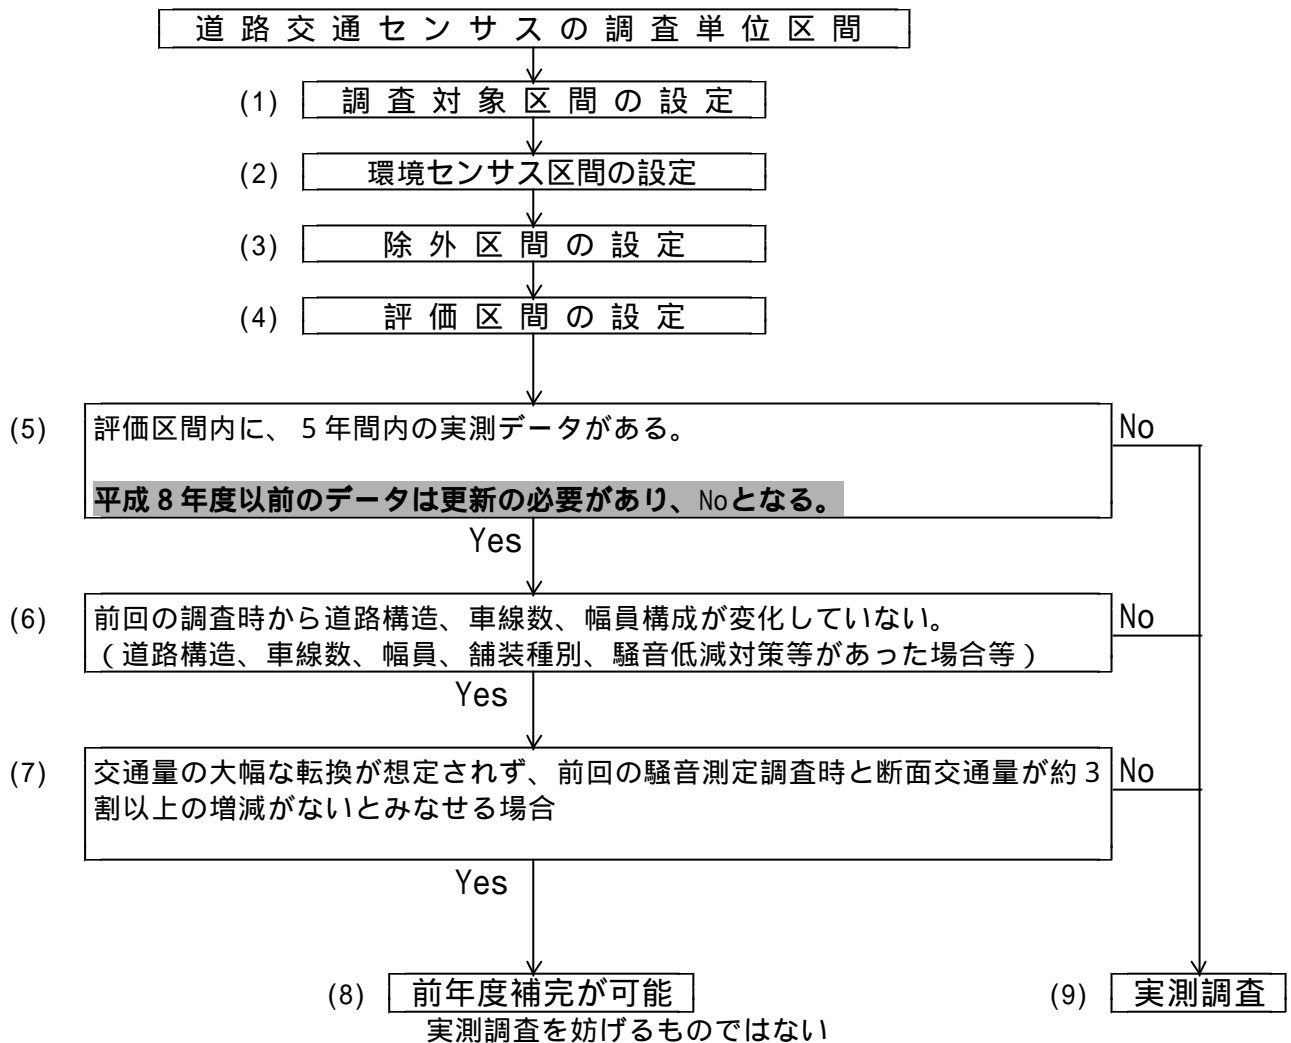 道路交通センサスの調査単位区間
(1) 調査対象区間の設定
(2) 環境センサス区間の設定
(3) 除外区間の設定
(4) 評価区間の設定
(5) 評価区間内に、５年間内の実測データがある。 No
平成８年度以前のデータは更新の必要があり、Noとなる。
Yes
(6) 前回の調査時から道路構造、車線数、幅員構成が変化していない。 No
（道路構造、車線数、幅員、舗装種別、騒音低減対策等があった場合等）
Yes
(7) 交通量の大幅な転換が想定されず、前回の騒音測定調査時と断面交通量が約３ No
割以上の増減がないとみなせる場合
Yes
(8) 前年度補完が可能 (9) 実測調査
実測調査を妨げるものではない